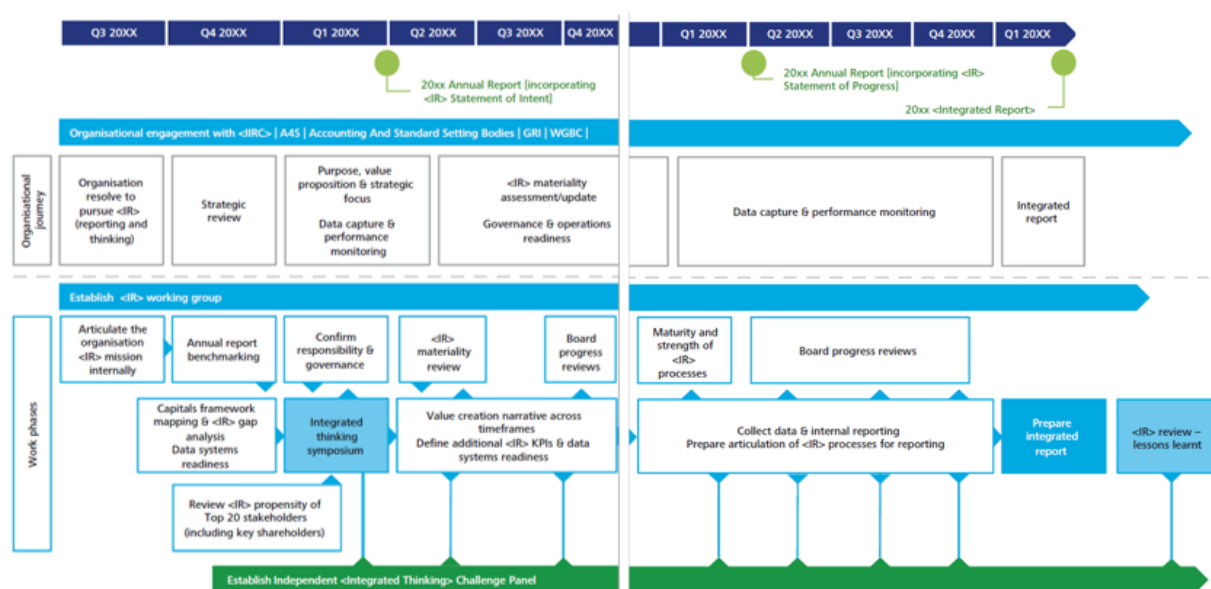 Q3 20XX
Q4 20XX
Q1 20XX
Q2 20XX
Q3 20XX
Q4 20XX
Q1 20XX
Q2 20XX
Q3 20XX
Q4 20XX
Q1 20XX
20xx Annual Report [incorporating
<IR> Statement of Intent]
20xx Annual Report [incorporating <IR>
Statement of Progress]
20xx <Integrated Report>
Organisational engagement with <IIRC> | A4S | Accounting And Standard Setting Bodies | GRI | WGBC |
Organisational
journey
Organisation
resolve to
pursue <IR>
(reporting and
thinking)
Strategic
review
Purpose, value
proposition & strategic
focus
Data capture &
performance
monitoring
<IR> materiality
assessment/update
Governance & operations
readiness
Data capture & performance monitoring
Integrated
report
Establish <IR> working group
Work phases
Articulate the
organisation
<IR> mission
internally
Annual report
benchmarking
Confirm
responsibility &
governance
<IR>
materiality
review
Board
progress
reviews
Maturity and
strength of
<IR>
processes
Board progress reviews
Capitals framework
mapping & <IR> gap
analysis
Data systems
readiness
Integrated
thinking
symposium
Value creation narrative across
timeframes
Define additional <IR> KPIs & data
systems readiness
Collect data & internal reporting
Prepare articulation of <IR> processes for reporting
Prepare
integrated
report
<IR> review –
lessons learnt
Review <IR> propensity of
Top 20 stakeholders
(including key shareholders)
Establish Independent <Integrated Thinking> Challenge Panel